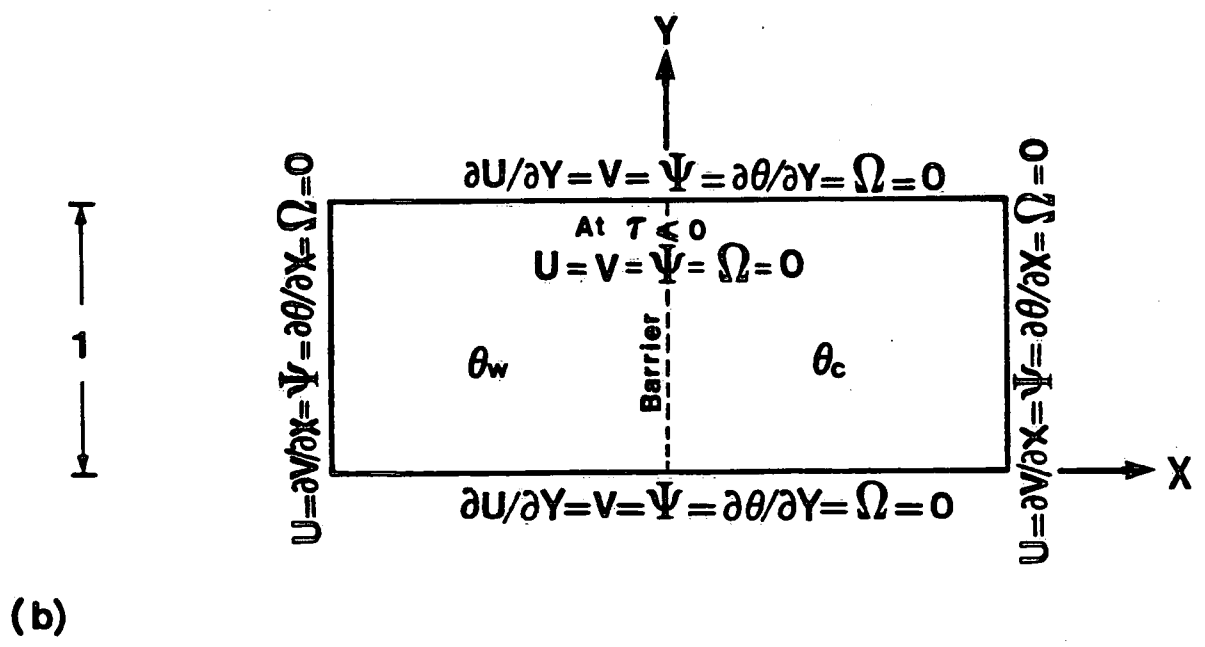 Y
∂U/∂Y=V=Ψ=∂θ/∂Y=Ω=0
At τ < 0
U=V=Ψ=Ω=0
U=∂V/∂X=Ψ=∂θ/∂X=Ω=0
1
θw
Barrier
θc
U=∂V/∂X=Ψ=∂θ/∂X=Ω=0
X
∂U/∂Y=V=Ψ=∂θ/∂Y=Ω=0
(b)